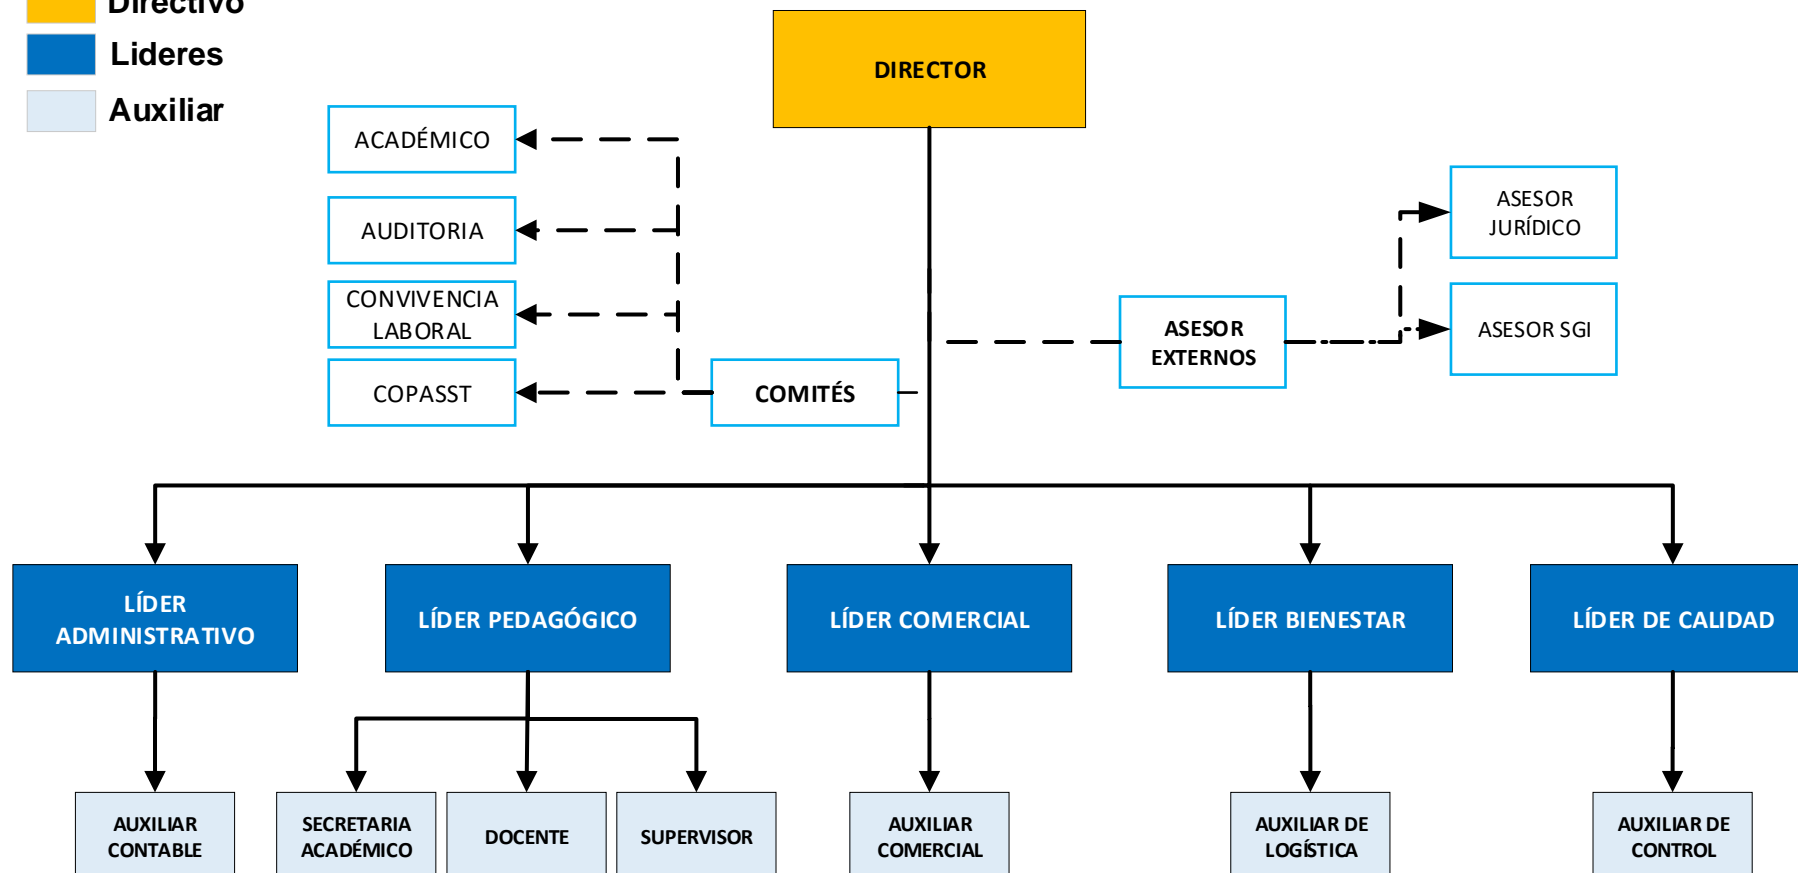 Directivo
Lideres
Auxiliar
DIRECTOR
ACADÉMICO
AUDITORIA
CONVIVENCIA
LABORAL
COPASST
COMITÉS
ASESOR
EXTERNOS
ASESOR
JURÍDICO
ASESOR SGI
LÍDER
ADMINISTRATIVO
LÍDER PEDAGÓGICO
LÍDER COMERCIAL
LÍDER BIENESTAR
LÍDER DE CALIDAD
AUXILIAR
CONTABLE
SECRETARIA
ACADÉMICO
DOCENTE
SUPERVISOR
AUXILIAR
COMERCIAL
AUXILIAR DE
LOGÍSTICA
AUXILIAR DE
CONTROL